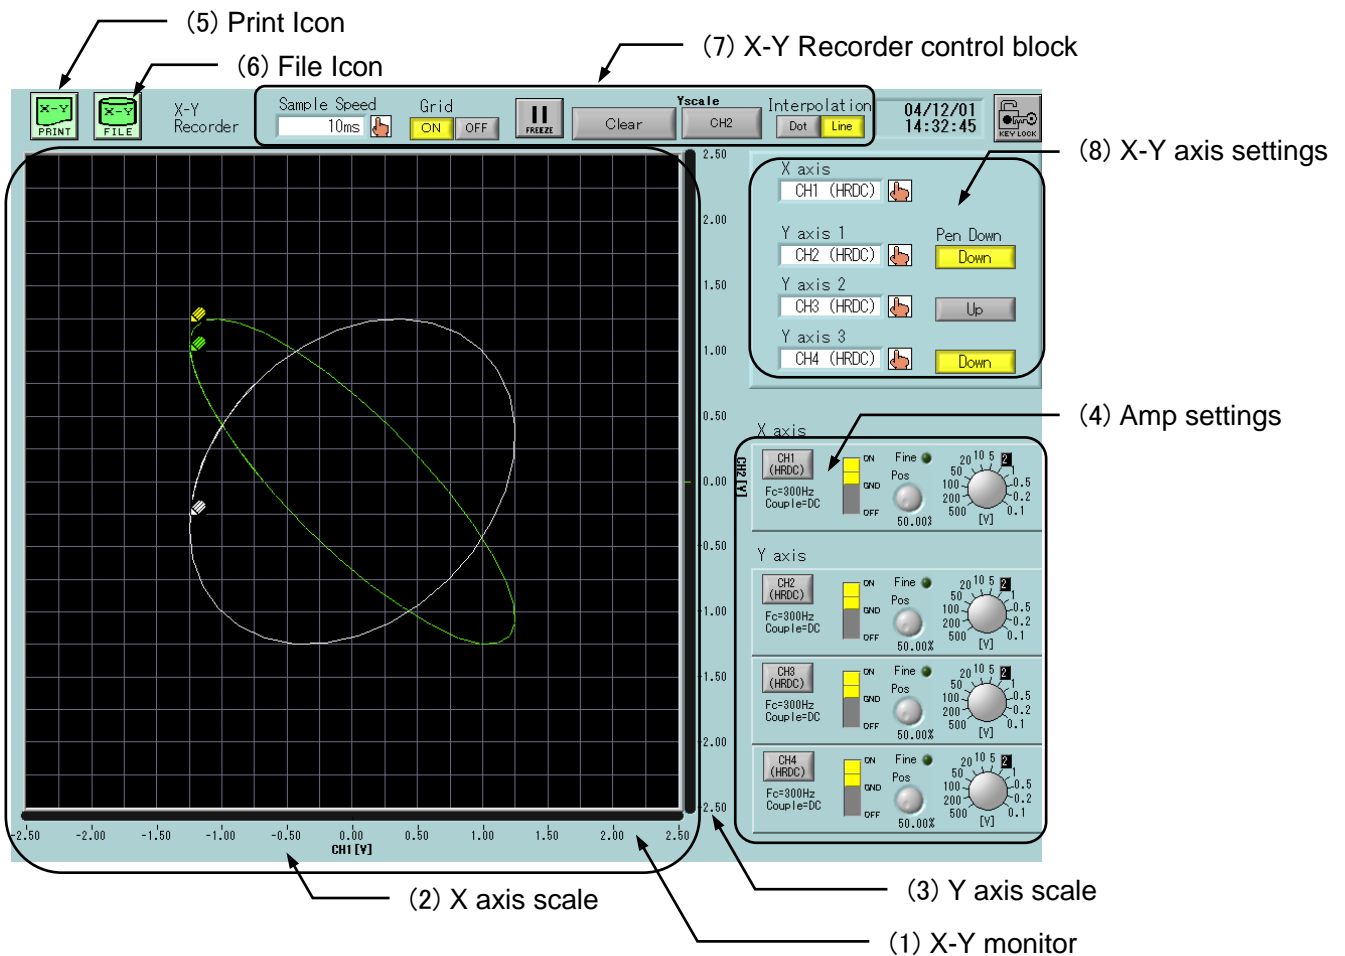 (5) Print Icon
(6) File Icon
(7) X-Y Recorder control block
X-Y
PRINT
X-Y
FILE
X-Y
Recorder
Sample Speed
10ms
Grid
ON OFF
FREEZE
Clear
Yscale
CH2
Interpolation
Dot Line
04/12/01
14:32:45
KEY LOCK
(8) X-Y axis settings
X axis
CH1 (HRDC)
Y axis 1
CH2 (HRDC)
Pen Down
Down
Y axis 2
CH3 (HRDC)
Up
Y axis 3
CH4 (HRDC)
Down
2.50
2.00
1.50
1.00
0.50
0.00
-0.50
-1.00
-1.50
-2.00
-2.50
CH2[V]
-2.50 -2.00 -1.50 -1.00 -0.50 0.00 0.50 1.00 1.50 2.00 2.50
CH1[V]
(4) Amp settings
X axis
CH1
(HRDC)
Fc=300Hz
Couple=DC
ON
GND
OFF
Fine
Pos
50.00%
500 200 100 50 20 10 5 2 1 0.5 0.2 0.1
[V]
Y axis
CH2
(HRDC)
Fc=300Hz
Couple=DC
ON
GND
OFF
Fine
Pos
50.00%
500 200 100 50 20 10 5 2 1 0.5 0.2 0.1
[V]
CH3
(HRDC)
Fc=300Hz
Couple=DC
ON
GND
OFF
Fine
Pos
50.00%
500 200 100 50 20 10 5 2 1 0.5 0.2 0.1
[V]
CH4
(HRDC)
Fc=300Hz
Couple=DC
ON
GND
OFF
Fine
Pos
50.00%
500 200 100 50 20 10 5 2 1 0.5 0.2 0.1
[V]
(2) X axis scale
(3) Y axis scale
(1) X-Y monitor